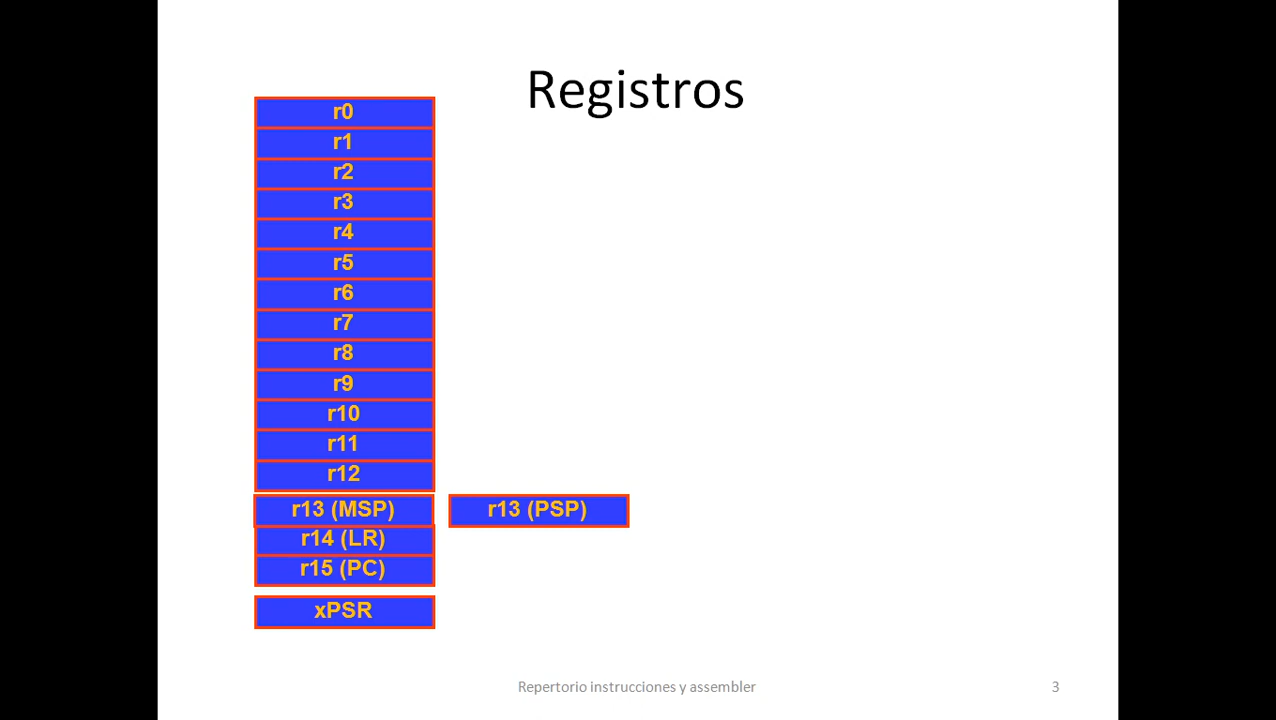 Registros
r0
r1
r2
r3
r4
r5
r6
r7
r8
r9
r10
r11
r12
r13 (MSP) r13 (PSP)
r14 (LR)
r15 (PC)
xPSR
Repertorio instrucciones y assembler 3